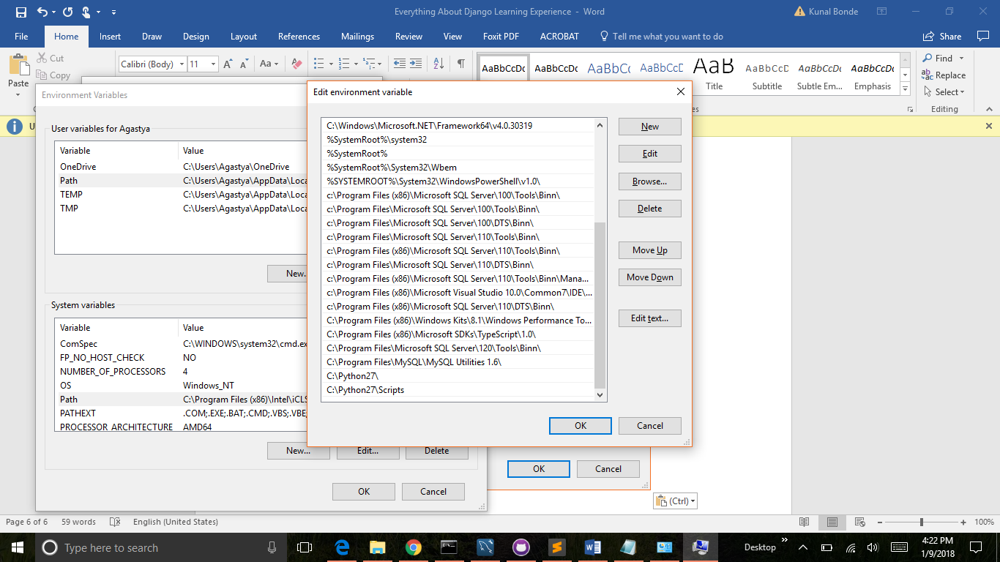 Everything About Django Learning Experience - Word
Kunal Bonde
File Home Insert Draw Design Layout References Mailings Review View Foxit PDF ACROBAT Tell me what you want to do Share
Cut
Copy
Paste
Calibri (Body) 11
AaBbCcDc AaBbCcDc AaBbCc AaBbCcD AaB AaBbCcD AaBbCcDc AaBbCcDc
Title Subtitle Subtle Em... Emphasis
Find
Replace
Select
Editing
Environment Variables
User variables for Agastya
Variable Value
OneDrive C:\Users\Agastya\OneDrive
Path C:\Users\Agastya\AppData\Loca
TEMP C:\Users\Agastya\AppData\Loca
TMP C:\Users\Agastya\AppData\Loca
New.
System variables
Variable Value
ComSpec C:\WINDOWS\system32\cmd.ex
FP_NO_HOST_CHECK NO
NUMBER_OF_PROCESSORS 4
OS Windows_NT
Path C:\Program Files (x86)\Intel\iCLS
PATHEXT .COM;.EXE;.BAT;.CMD;.VBS;.VBE;
PROCESSOR_ARCHITECTURE AMD64
New... Edit... Delete
OK Cancel
Edit environment variable
C:\Windows\Microsoft.NET\Framework64\v4.0.30319
%SystemRoot%\system32
%SystemRoot%
%SystemRoot%\System32\Wbem
%SYSTEMROOT%\System32\WindowsPowerShell\v1.0\
c:\Program Files (x86)\Microsoft SQL Server\100\Tools\Binn\
c:\Program Files\Microsoft SQL Server\100\Tools\Binn\
c:\Program Files\Microsoft SQL Server\100\DTS\Binn\
c:\Program Files\Microsoft SQL Server\110\Tools\Binn\
c:\Program Files (x86)\Microsoft SQL Server\110\Tools\Binn\
c:\Program Files\Microsoft SQL Server\110\DTS\Binn\
c:\Program Files (x86)\Microsoft SQL Server\110\Tools\Binn\Mana...
c:\Program Files (x86)\Microsoft Visual Studio 10.0\Common7\IDE\...
c:\Program Files (x86)\Microsoft SQL Server\110\DTS\Binn\
C:\Program Files (x86)\Windows Kits\8.1\Windows Performance To...
C:\Program Files (x86)\Microsoft SDKs\TypeScript\1.0\
C:\Program Files\Microsoft SQL Server\120\Tools\Binn\
C:\Program Files\MySQL\MySQL Utilities 1.6\
C:\Python27\
C:\Python27\Scripts
New
Edit
Browse...
Delete
Move Up
Move Down
Edit text...
OK Cancel
OK Cancel
(Ctrl)
Page 6 of 6 59 words English (United States) 100%
Type here to search
Desktop
4:22 PM
1/9/2018